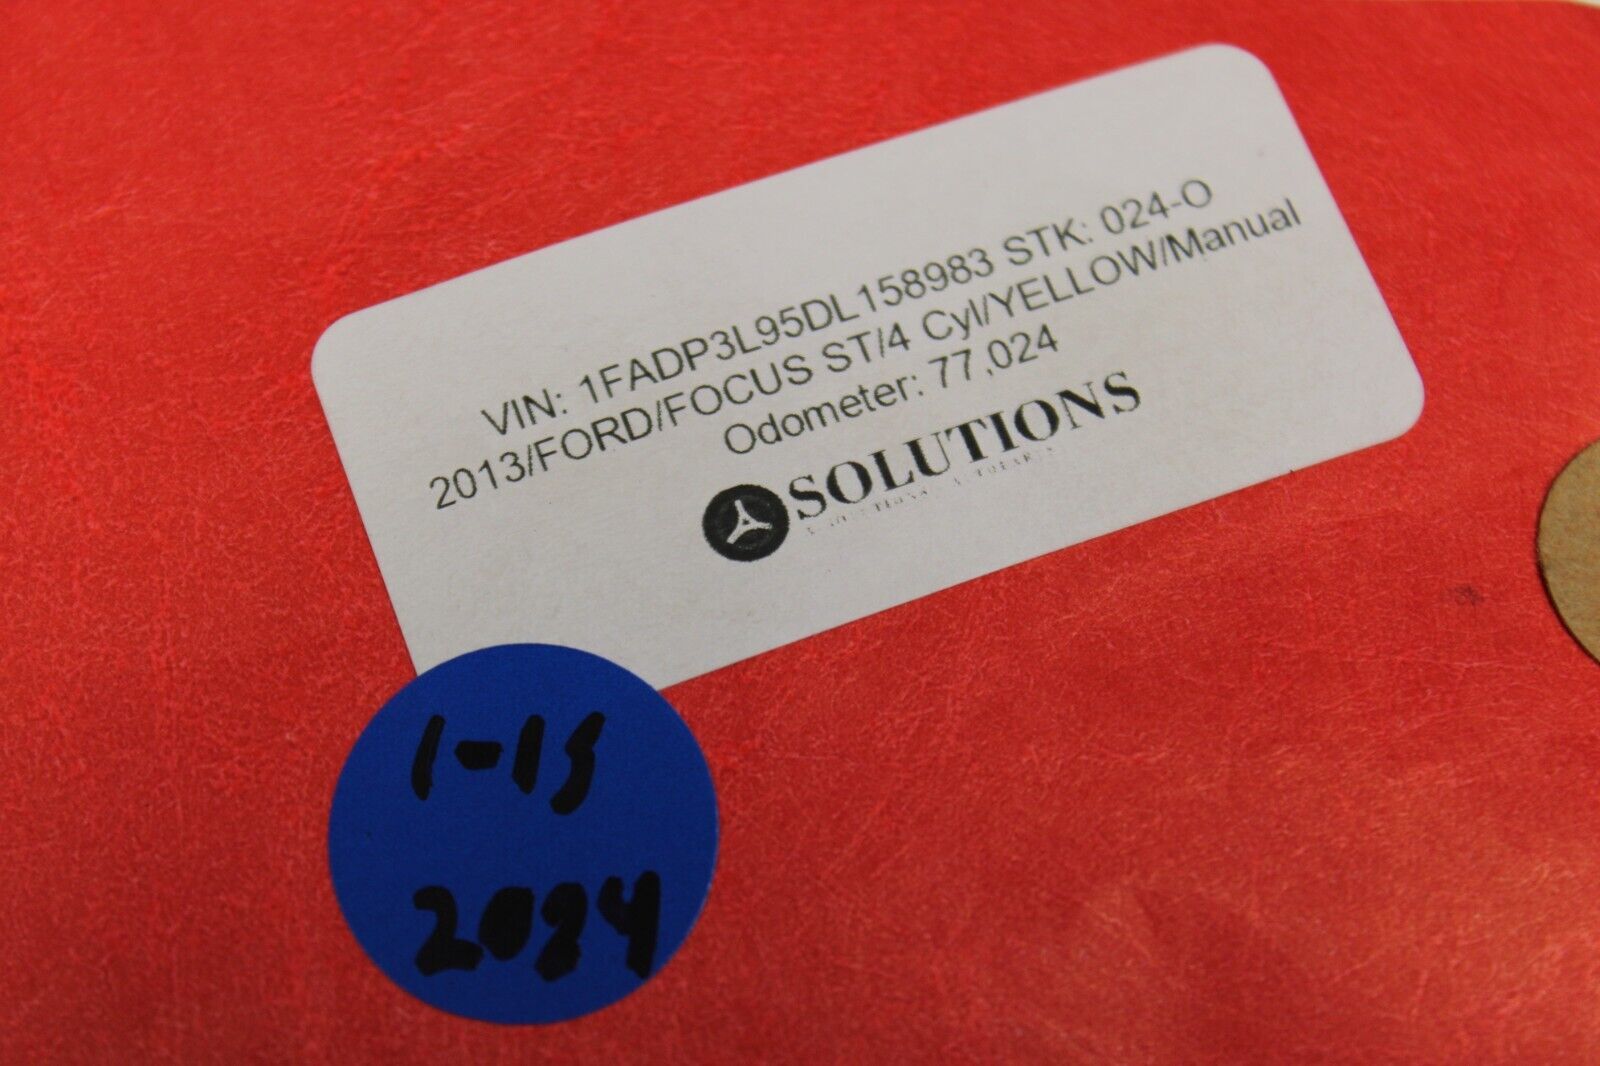 VIN: 1FADP3L95DL158983 STK: 024-O
2013/FORD/FOCUS ST/4 Cyl/YELLOW/Manual
Odometer: 77,024
SOLUTIONS
1-15
2024